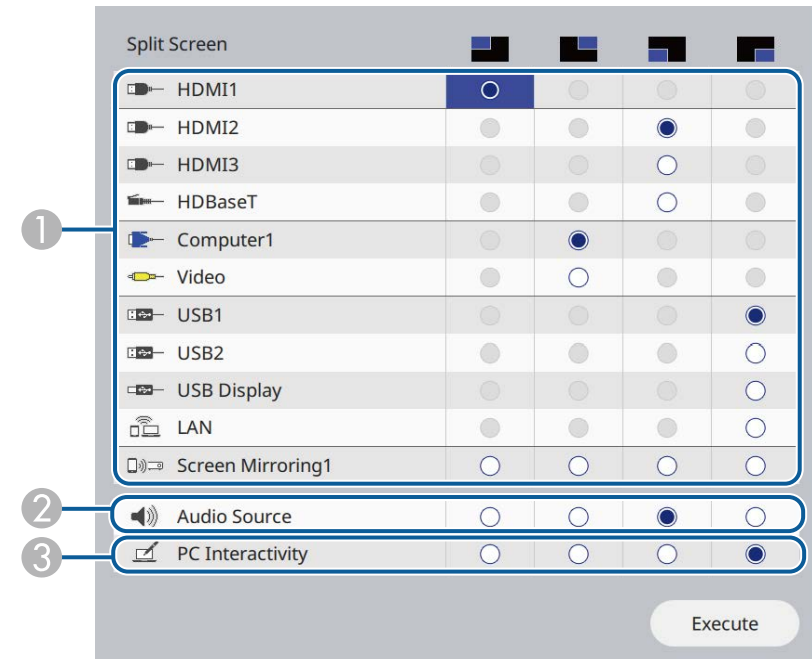 Split Screen
HDMI1
HDMI2
HDMI3
HDBaseT
1
Computer1
Video
USB1
USB2
USB Display
LAN
Screen Mirroring1
2
Audio Source
3
PC Interactivity
Execute